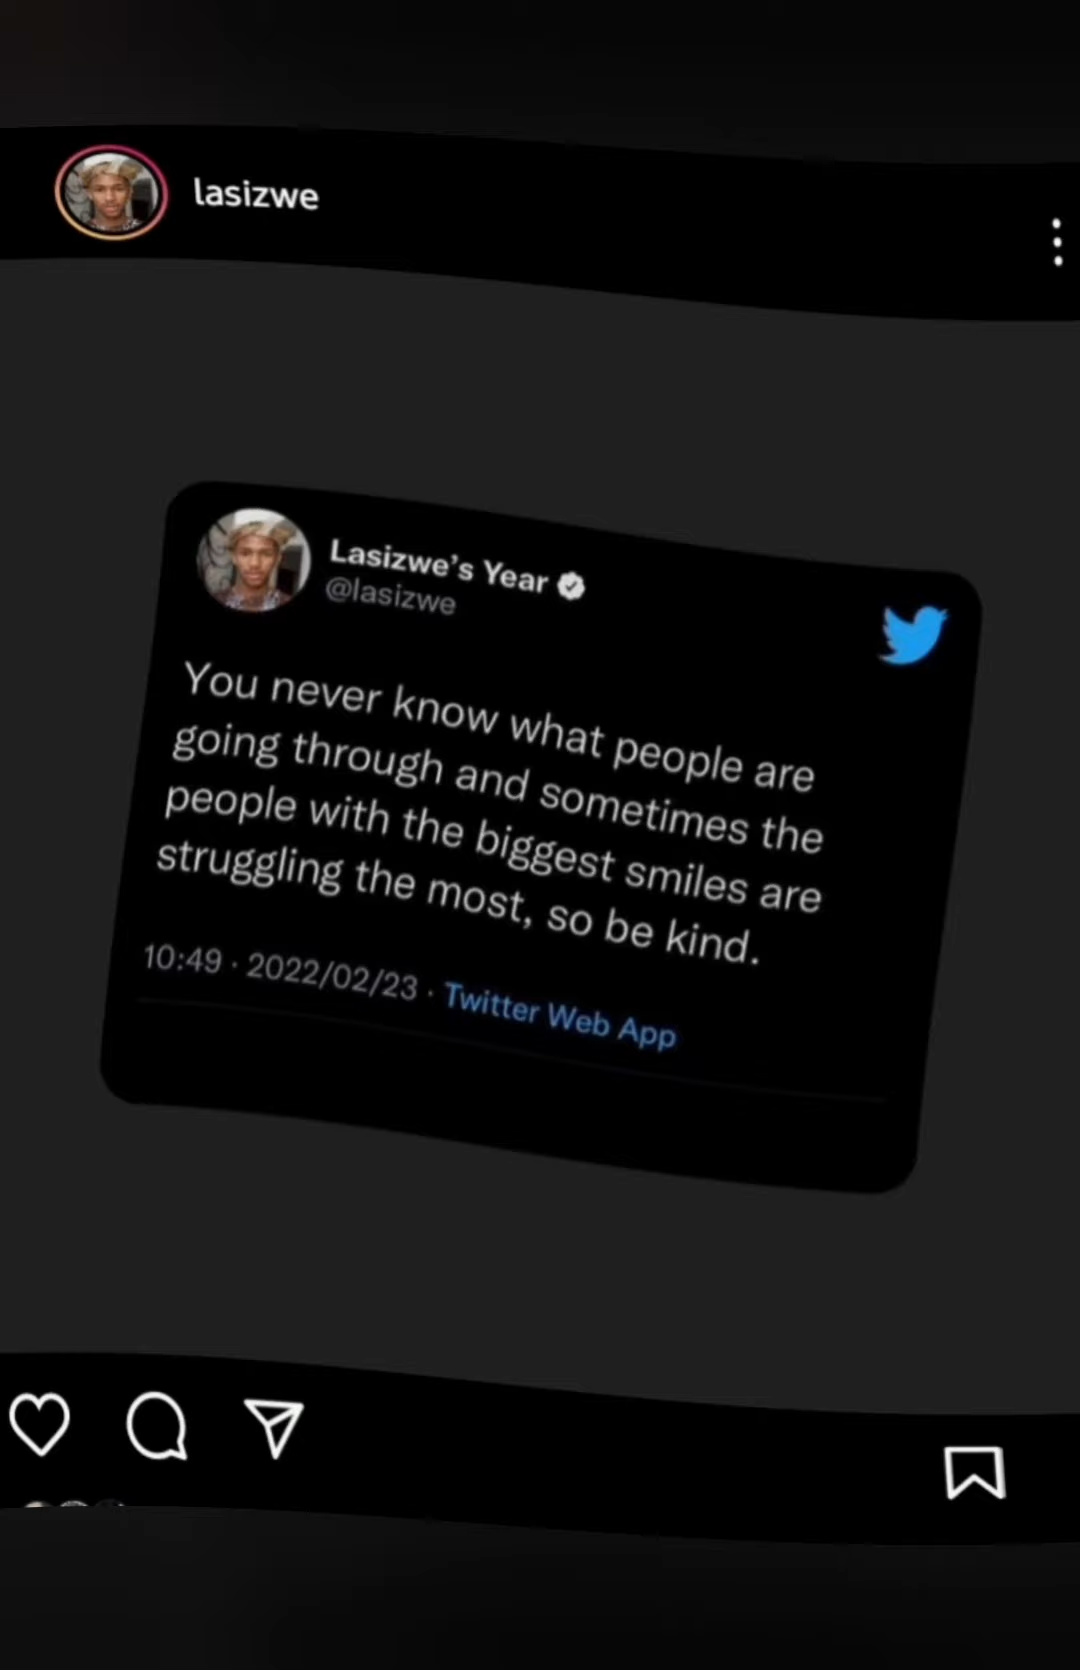 lasizwe
Lasizwe's Year
@lasizwe
You never know what people are
going through and sometimes the
people with the biggest smiles are
struggling the most, so be kind.
10:49 · 2022/02/23 · Twitter Web App